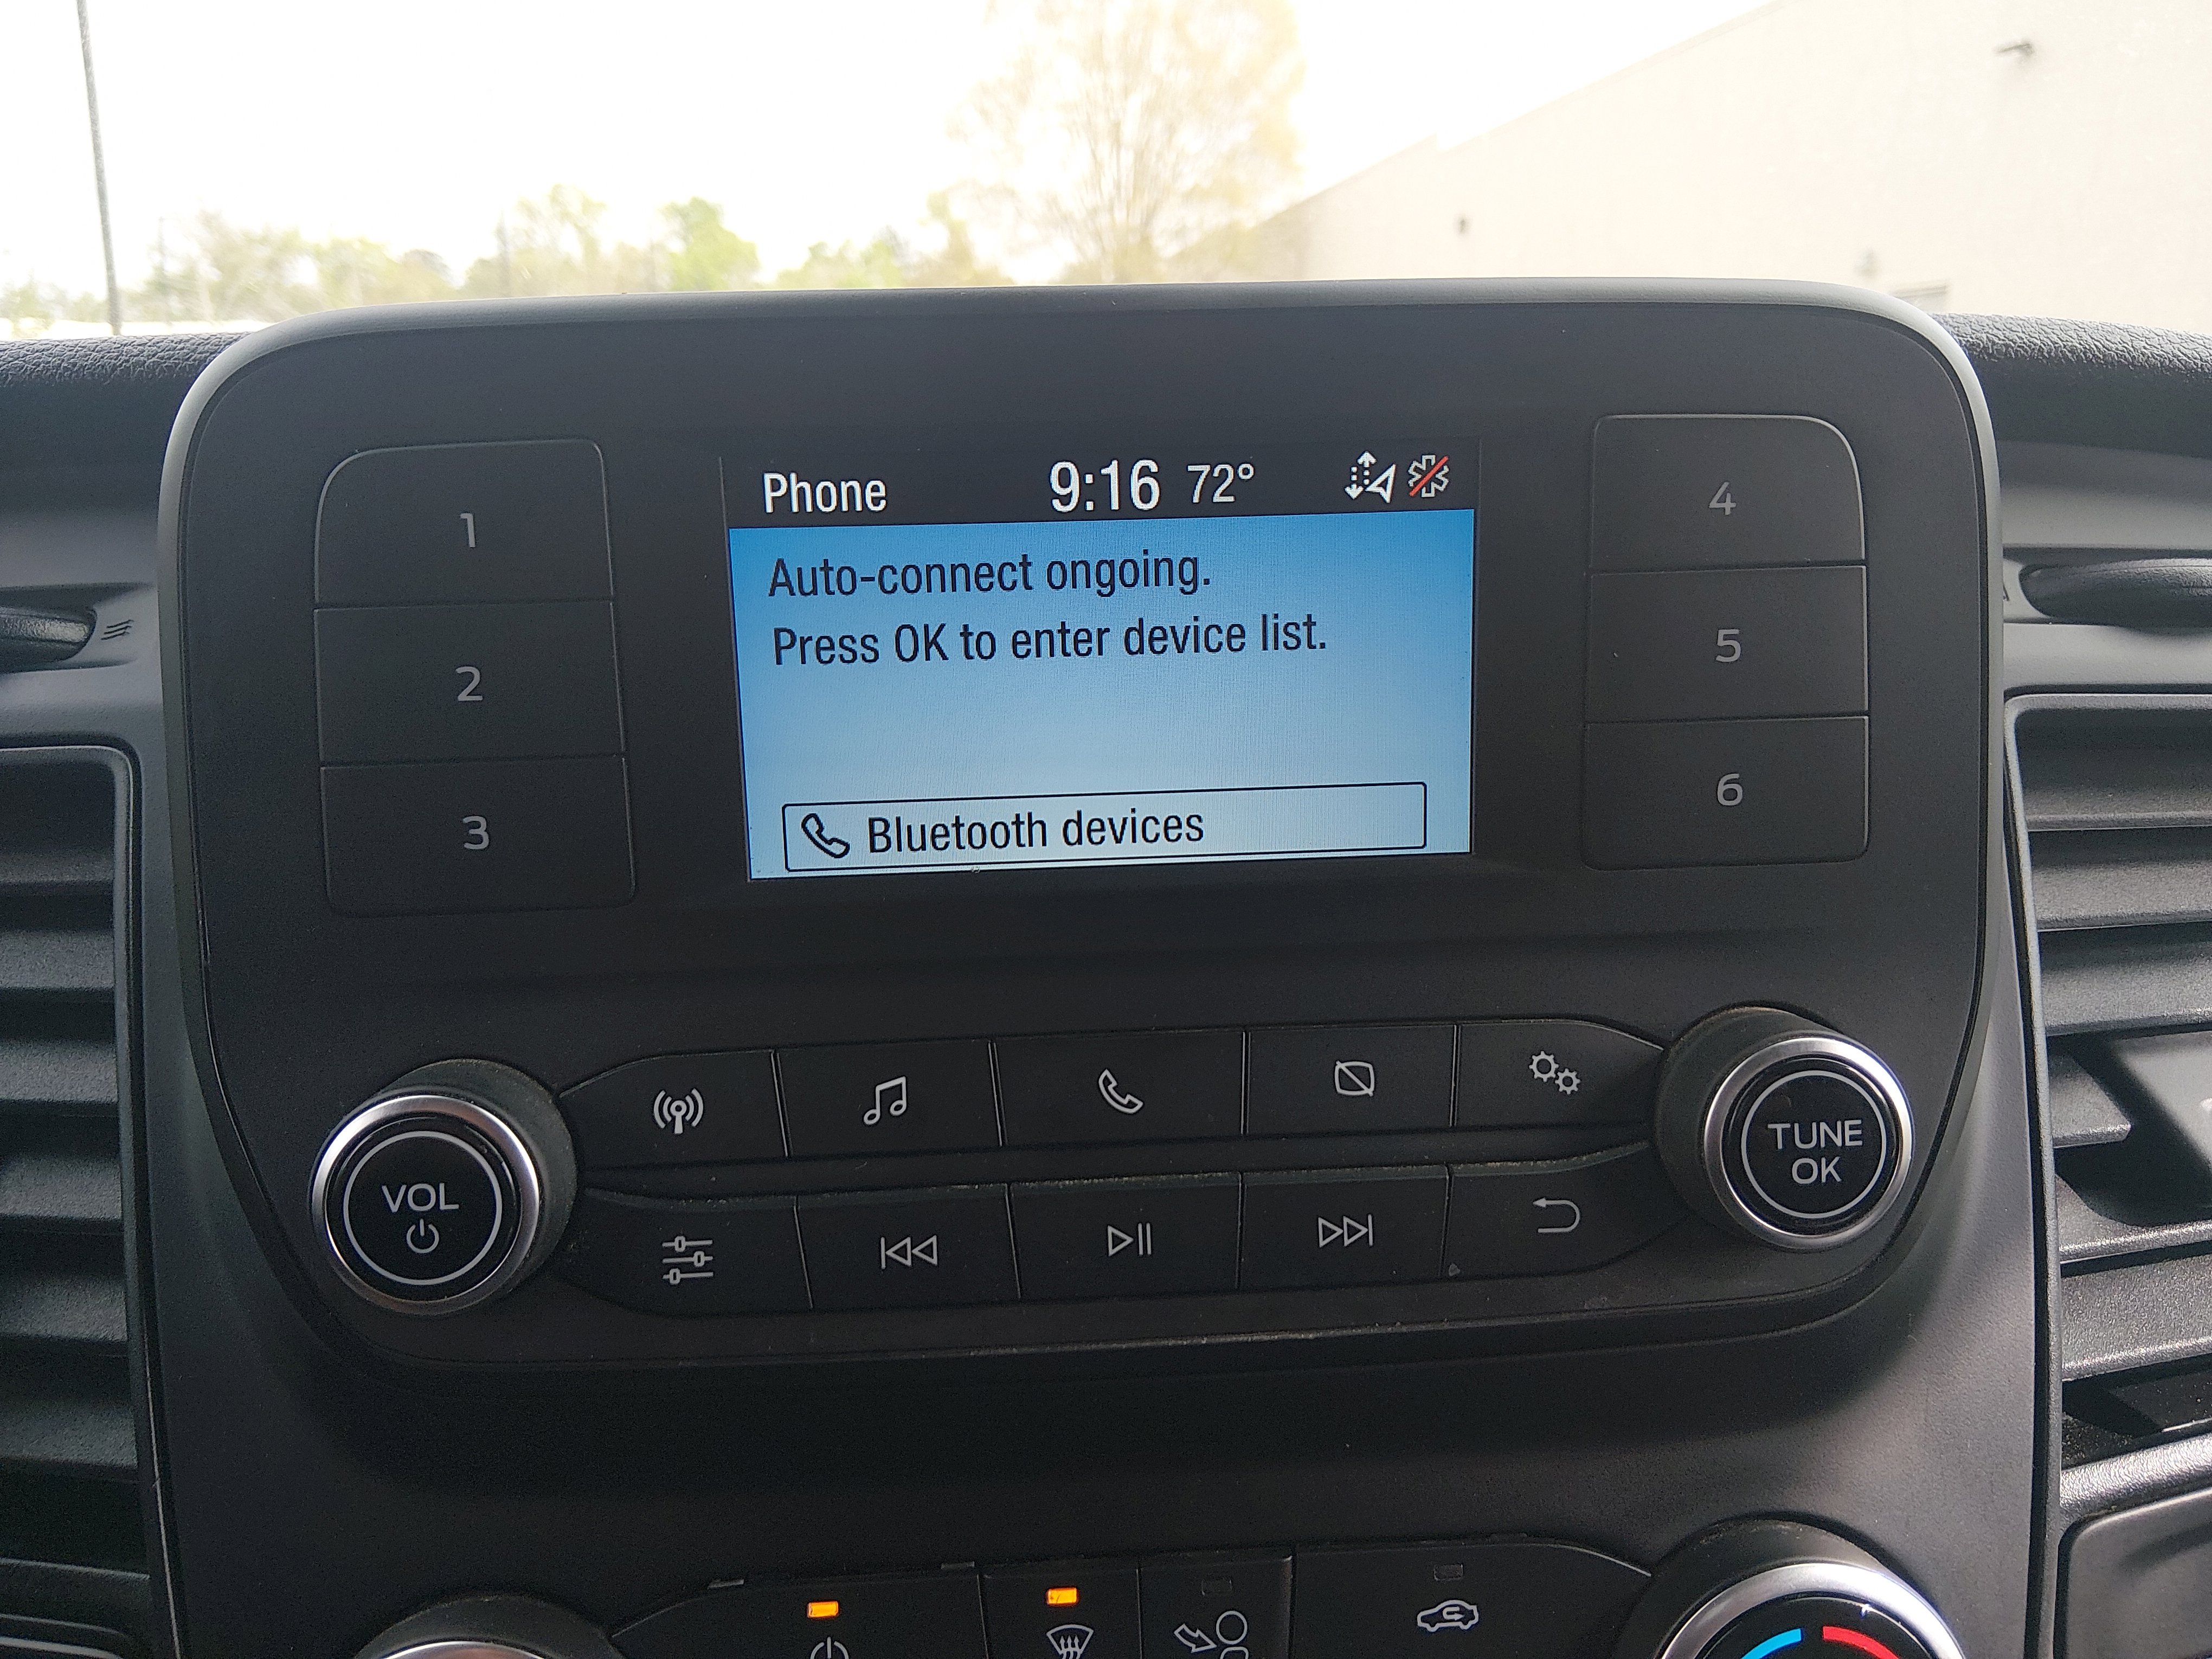 Phone 9:16 72°
Auto-connect ongoing.
Press OK to enter device list.
Bluetooth devices
1
2
3
4
5
6
VOL
TUNE
OK